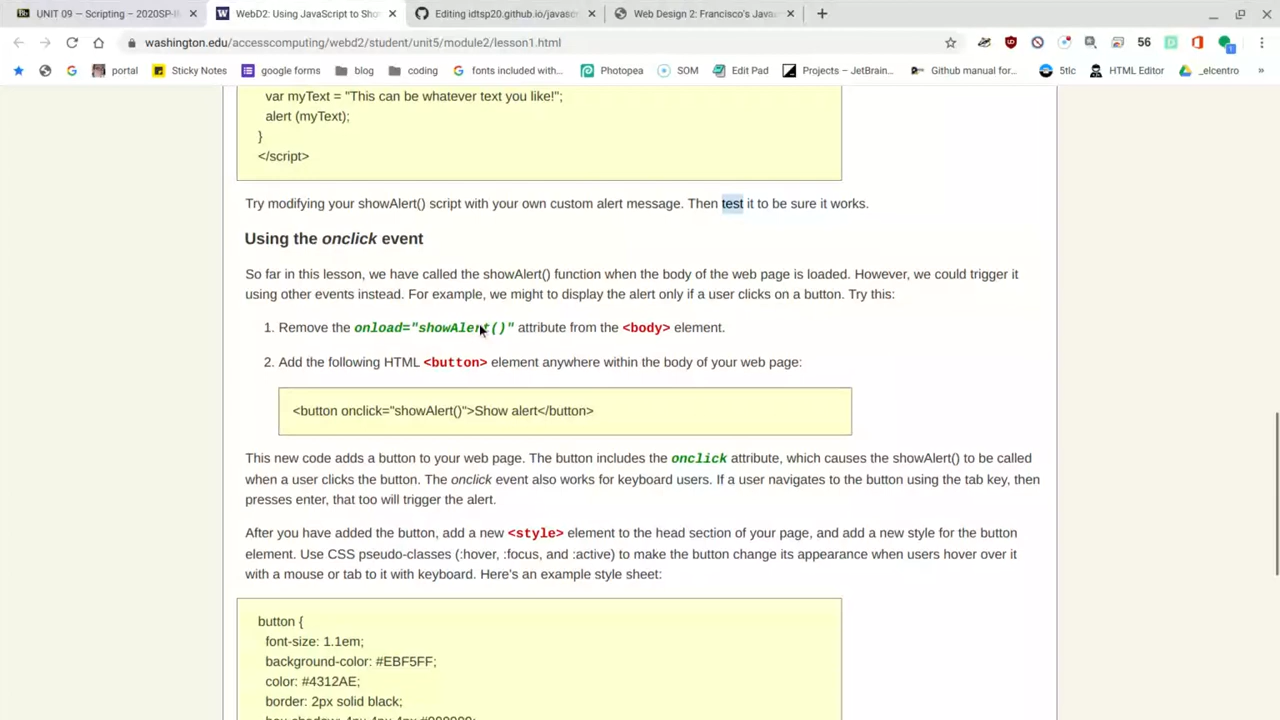 UNIT 09 — Scripting – 2020SP-I
WebD2: Using JavaScript to Sho
Editing idtsp20.github.io/javasc
Web Design 2: Francisco's Javas
washington.edu/accesscomputing/webd2/student/unit5/module2/lesson1.html
56
portal
Sticky Notes
google forms
blog
coding
fonts included with...
Photopea
SOM
Edit Pad
Projects – JetBrain...
Github manual for...
5tlc
HTML Editor
_elcentro
»
var myText = "This can be whatever text you like!";
alert (myText);
}
</script>
Try modifying your showAlert() script with your own custom alert message. Then test it to be sure it works.
Using the onclick event
So far in this lesson, we have called the showAlert() function when the body of the web page is loaded. However, we could trigger it
using other events instead. For example, we might to display the alert only if a user clicks on a button. Try this:
1. Remove the onload="showAlert()" attribute from the <body> element.
2. Add the following HTML <button> element anywhere within the body of your web page:
<button onclick="showAlert()">Show alert</button>
This new code adds a button to your web page. The button includes the onclick attribute, which causes the showAlert() to be called
when a user clicks the button. The onclick event also works for keyboard users. If a user navigates to the button using the tab key, then
presses enter, that too will trigger the alert.
After you have added the button, add a new <style> element to the head section of your page, and add a new style for the button
element. Use CSS pseudo-classes (:hover, :focus, and :active) to make the button change its appearance when users hover over it
with a mouse or tab to it with keyboard. Here's an example style sheet:
button {
font-size: 1.1em;
background-color: #EBF5FF;
color: #4312AE;
border: 2px solid black;